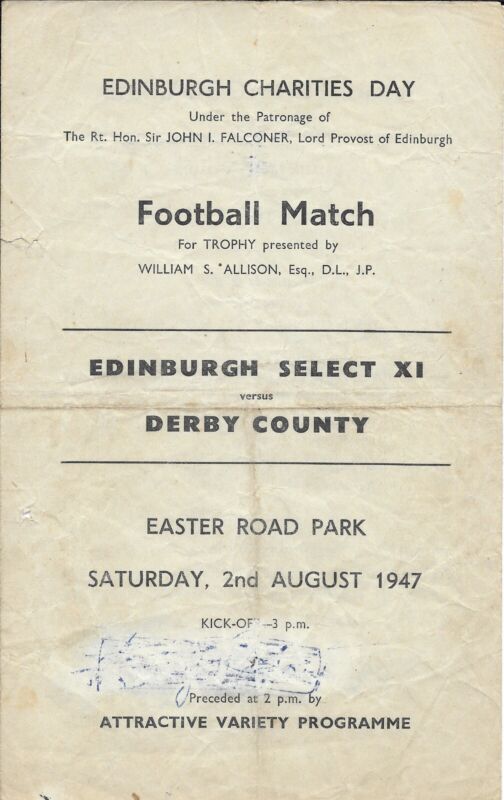 EDINBURGH CHARITIES DAY
Under the Patronage of
The Rt. Hon. Sir JOHN I. FALCONER, Lord Provost of Edinburgh
Football Match
For TROPHY presented by
WILLIAM S. ALLISON, Esq., D.L., J.P.
EDINBURGH SELECT XI
versus
DERBY COUNTY
EASTER ROAD PARK
SATURDAY, 2nd AUGUST 1947
KICK-OFF—3 p.m.
Preceded at 2 p.m. by
ATTRACTIVE VARIETY PROGRAMME